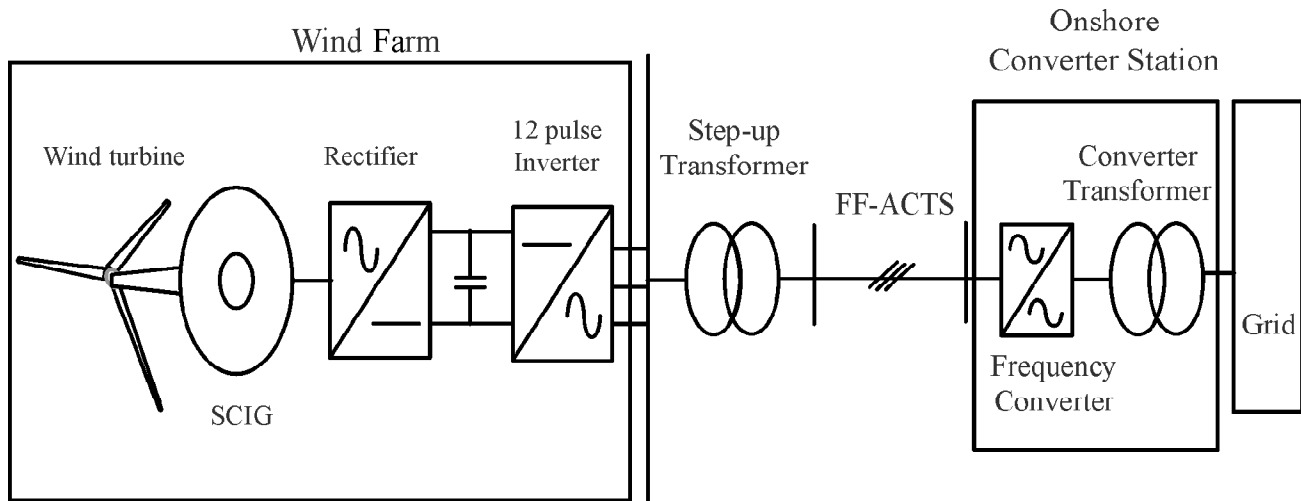 Wind Farm
Wind turbine
SCIG
Rectifier
12 pulse
Inverter
Step-up
Transformer
FF-ACTS
Onshore
Converter Station
Frequency
Converter
Converter
Transformer
Grid